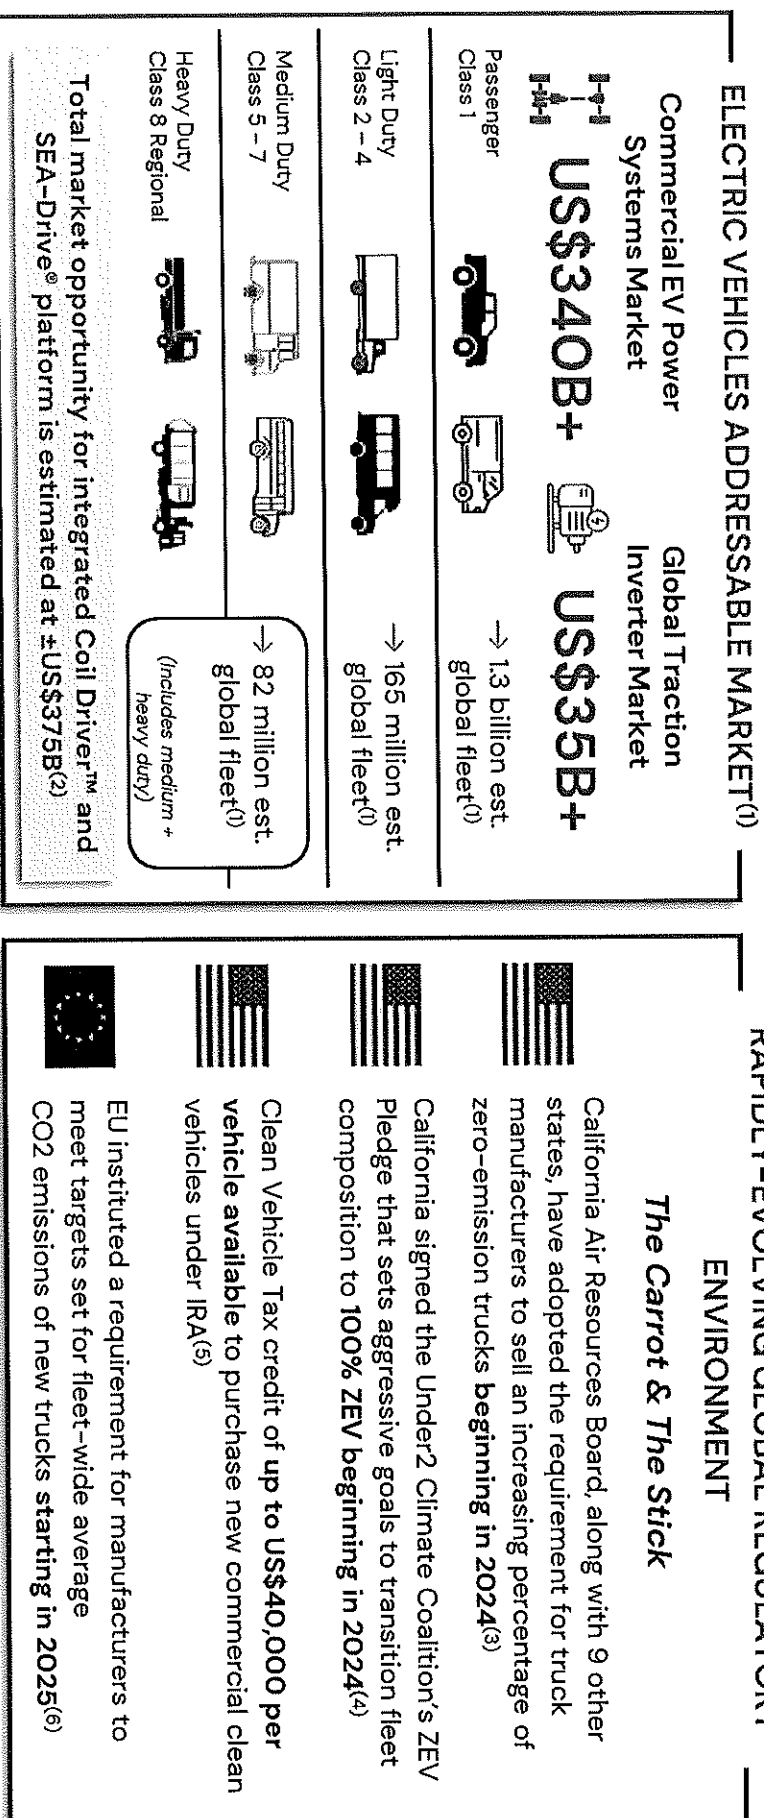 ELECTRIC VEHICLES ADDRESSABLE MARKET(1)
Commercial EV Power
Systems Market
US$340B+
Global Traction
Inverter Market
US$35B+
Passenger
Class 1
→ 1.3 billion est.
global fleet(1)
Light Duty
Class 2 – 4
→ 165 million est.
global fleet(1)
Medium Duty
Class 5 – 7
→ 82 million est.
global fleet(1)
(Includes medium +
heavy duty)
Heavy Duty
Class 8 Regional
Total market opportunity for integrated Coil Driver™ and
SEA-Drive® platform is estimated at ±US$375B(2)
RAPIDLY-EVOLVING GLOBAL REGULATORY
ENVIRONMENT
The Carrot & The Stick
California Air Resources Board, along with 9 other
states, have adopted the requirement for truck
manufacturers to sell an increasing percentage of
zero-emission trucks beginning in 2024(3)
California signed the Under2 Climate Coalition's ZEV
Pledge that sets aggressive goals to transition fleet
composition to 100% ZEV beginning in 2024(4)
Clean Vehicle Tax credit of up to US$40,000 per
vehicle available to purchase new commercial clean
vehicles under IRA(5)
EU instituted a requirement for manufacturers to
meet targets set for fleet-wide average
CO2 emissions of new trucks starting in 2025(6)